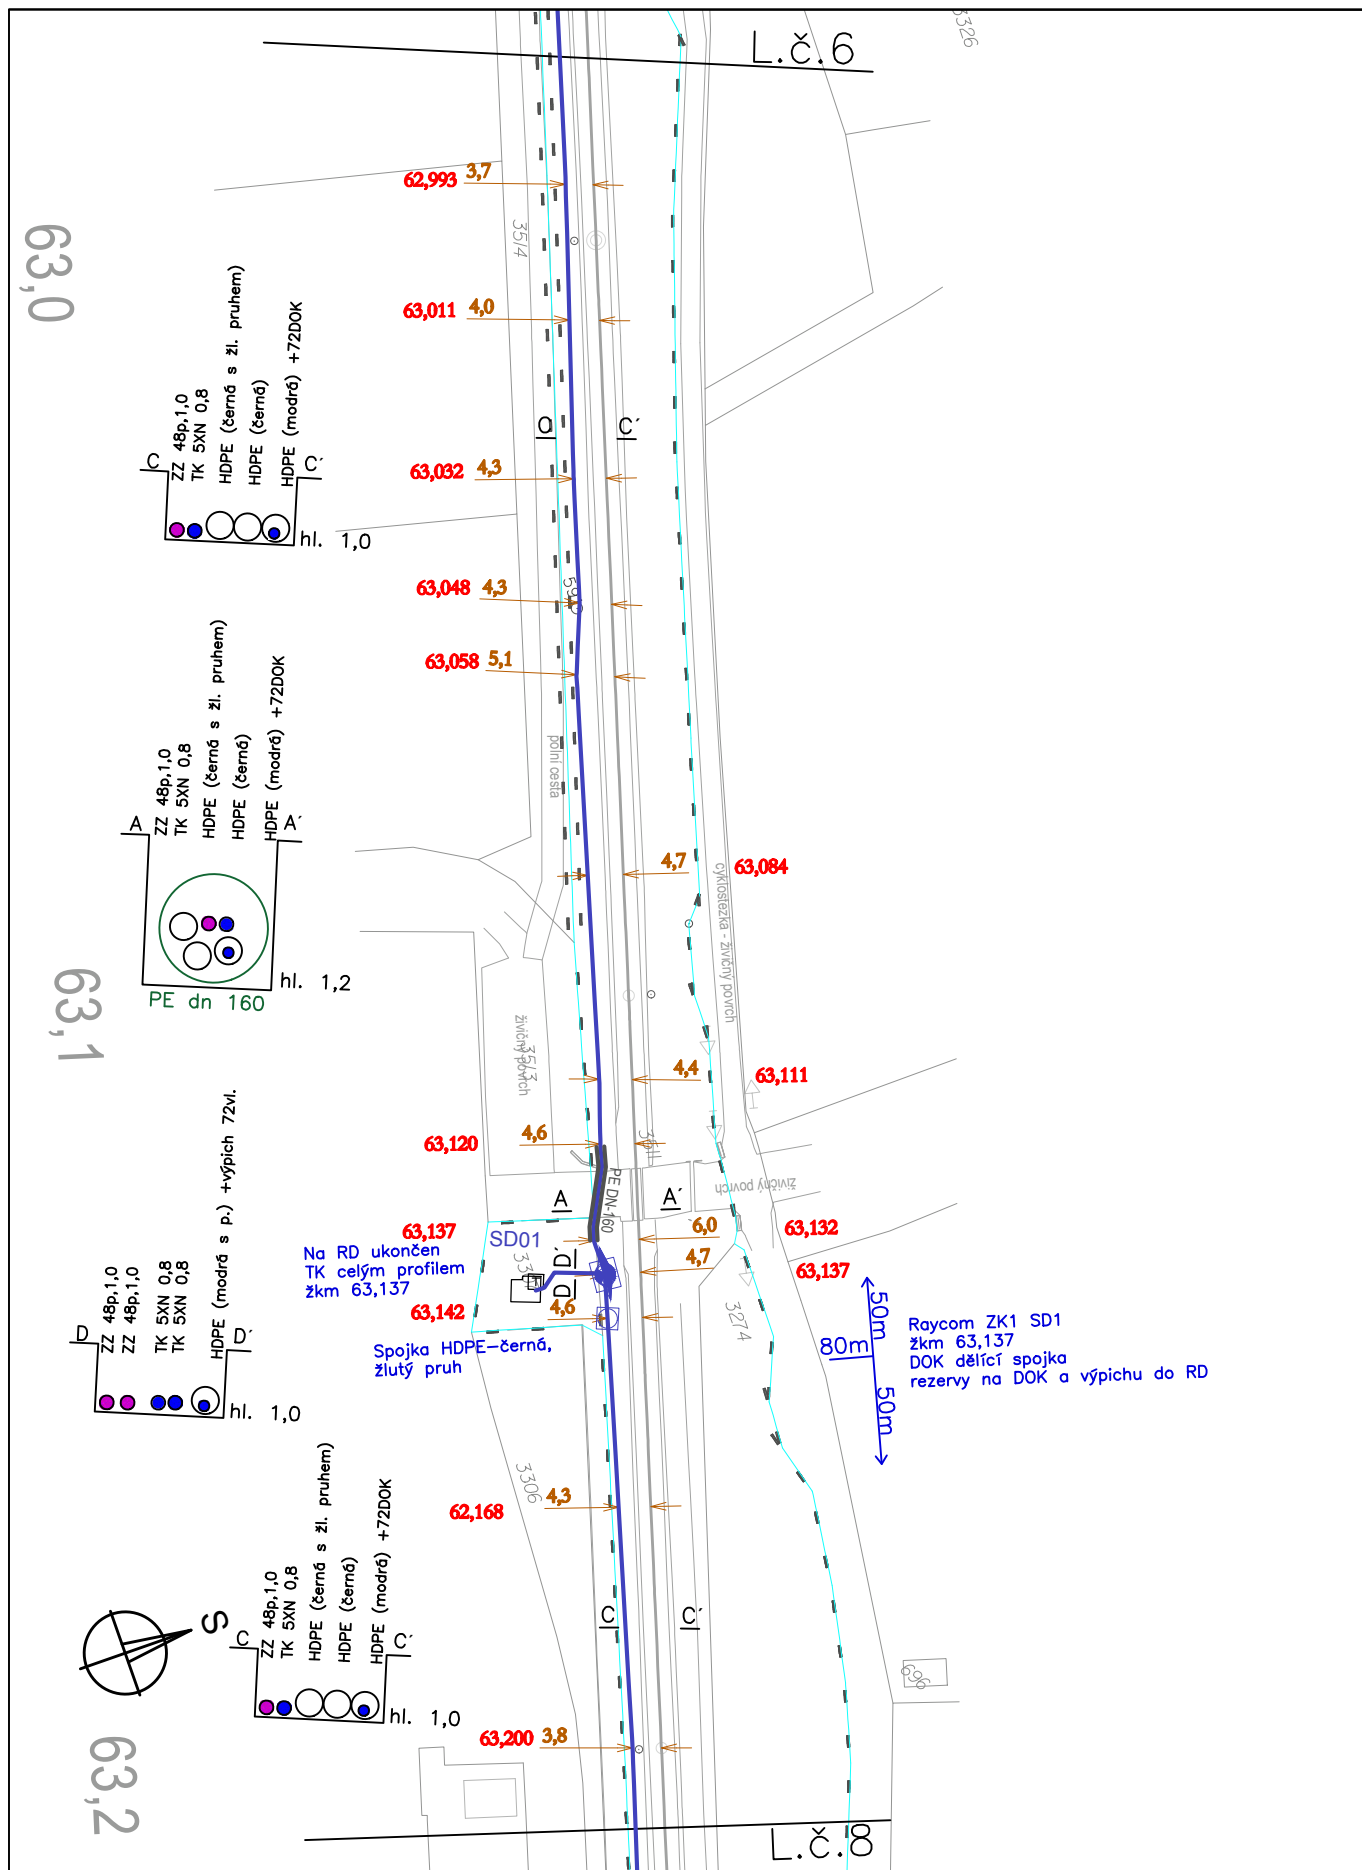 L.č.6
3326
62,993 3,7
63,0
35/4
63,011 4,0
C
C´
63,032 4,3
C
ZZ 48p,1,0
TK 5XN 0,8
HDPE (černá s žl. pruhem)
HDPE (černá)
HDPE (modrá) +72DOK
C´
hl. 1,0
63,048 4,3
63,058 5,1
polní cesta
A
ZZ 48p,1,0
TK 5XN 0,8
HDPE (černá s žl. pruhem)
HDPE (černá)
HDPE (modrá) +72DOK
A´
hl. 1,2
PE dn 160
4,7
63,084
cyklostezka - živičný povrch
63,1
živičný povrch
35/3
4,4
63,111
63,120
4,6
PE DN-160
A
A´
živičný povrch
63,137
6,0
63,132
SD01
4,7
63,137
Na RD ukončen
TK celým profilem
žkm 63,137
D
D´
63,142
4,6
3274
Spojka HDPE-černá,
žlutý pruh
80m
50m
50m
Raycom ZK1 SD1
žkm 63,137
DOK dělící spojka
rezervy na DOK a výpichu do RD
D
ZZ 48p,1,0
ZZ 48p,1,0
TK 5XN 0,8
TK 5XN 0,8
HDPE (modrá s p.) +výpich 72vl.
D´
hl. 1,0
3306
4,3
62,168
C
C´
S
C
ZZ 48p,1,0
TK 5XN 0,8
HDPE (černá s žl. pruhem)
HDPE (černá)
HDPE (modrá) +72DOK
C´
hl. 1,0
696
63,200 3,8
63,2
L.č.8